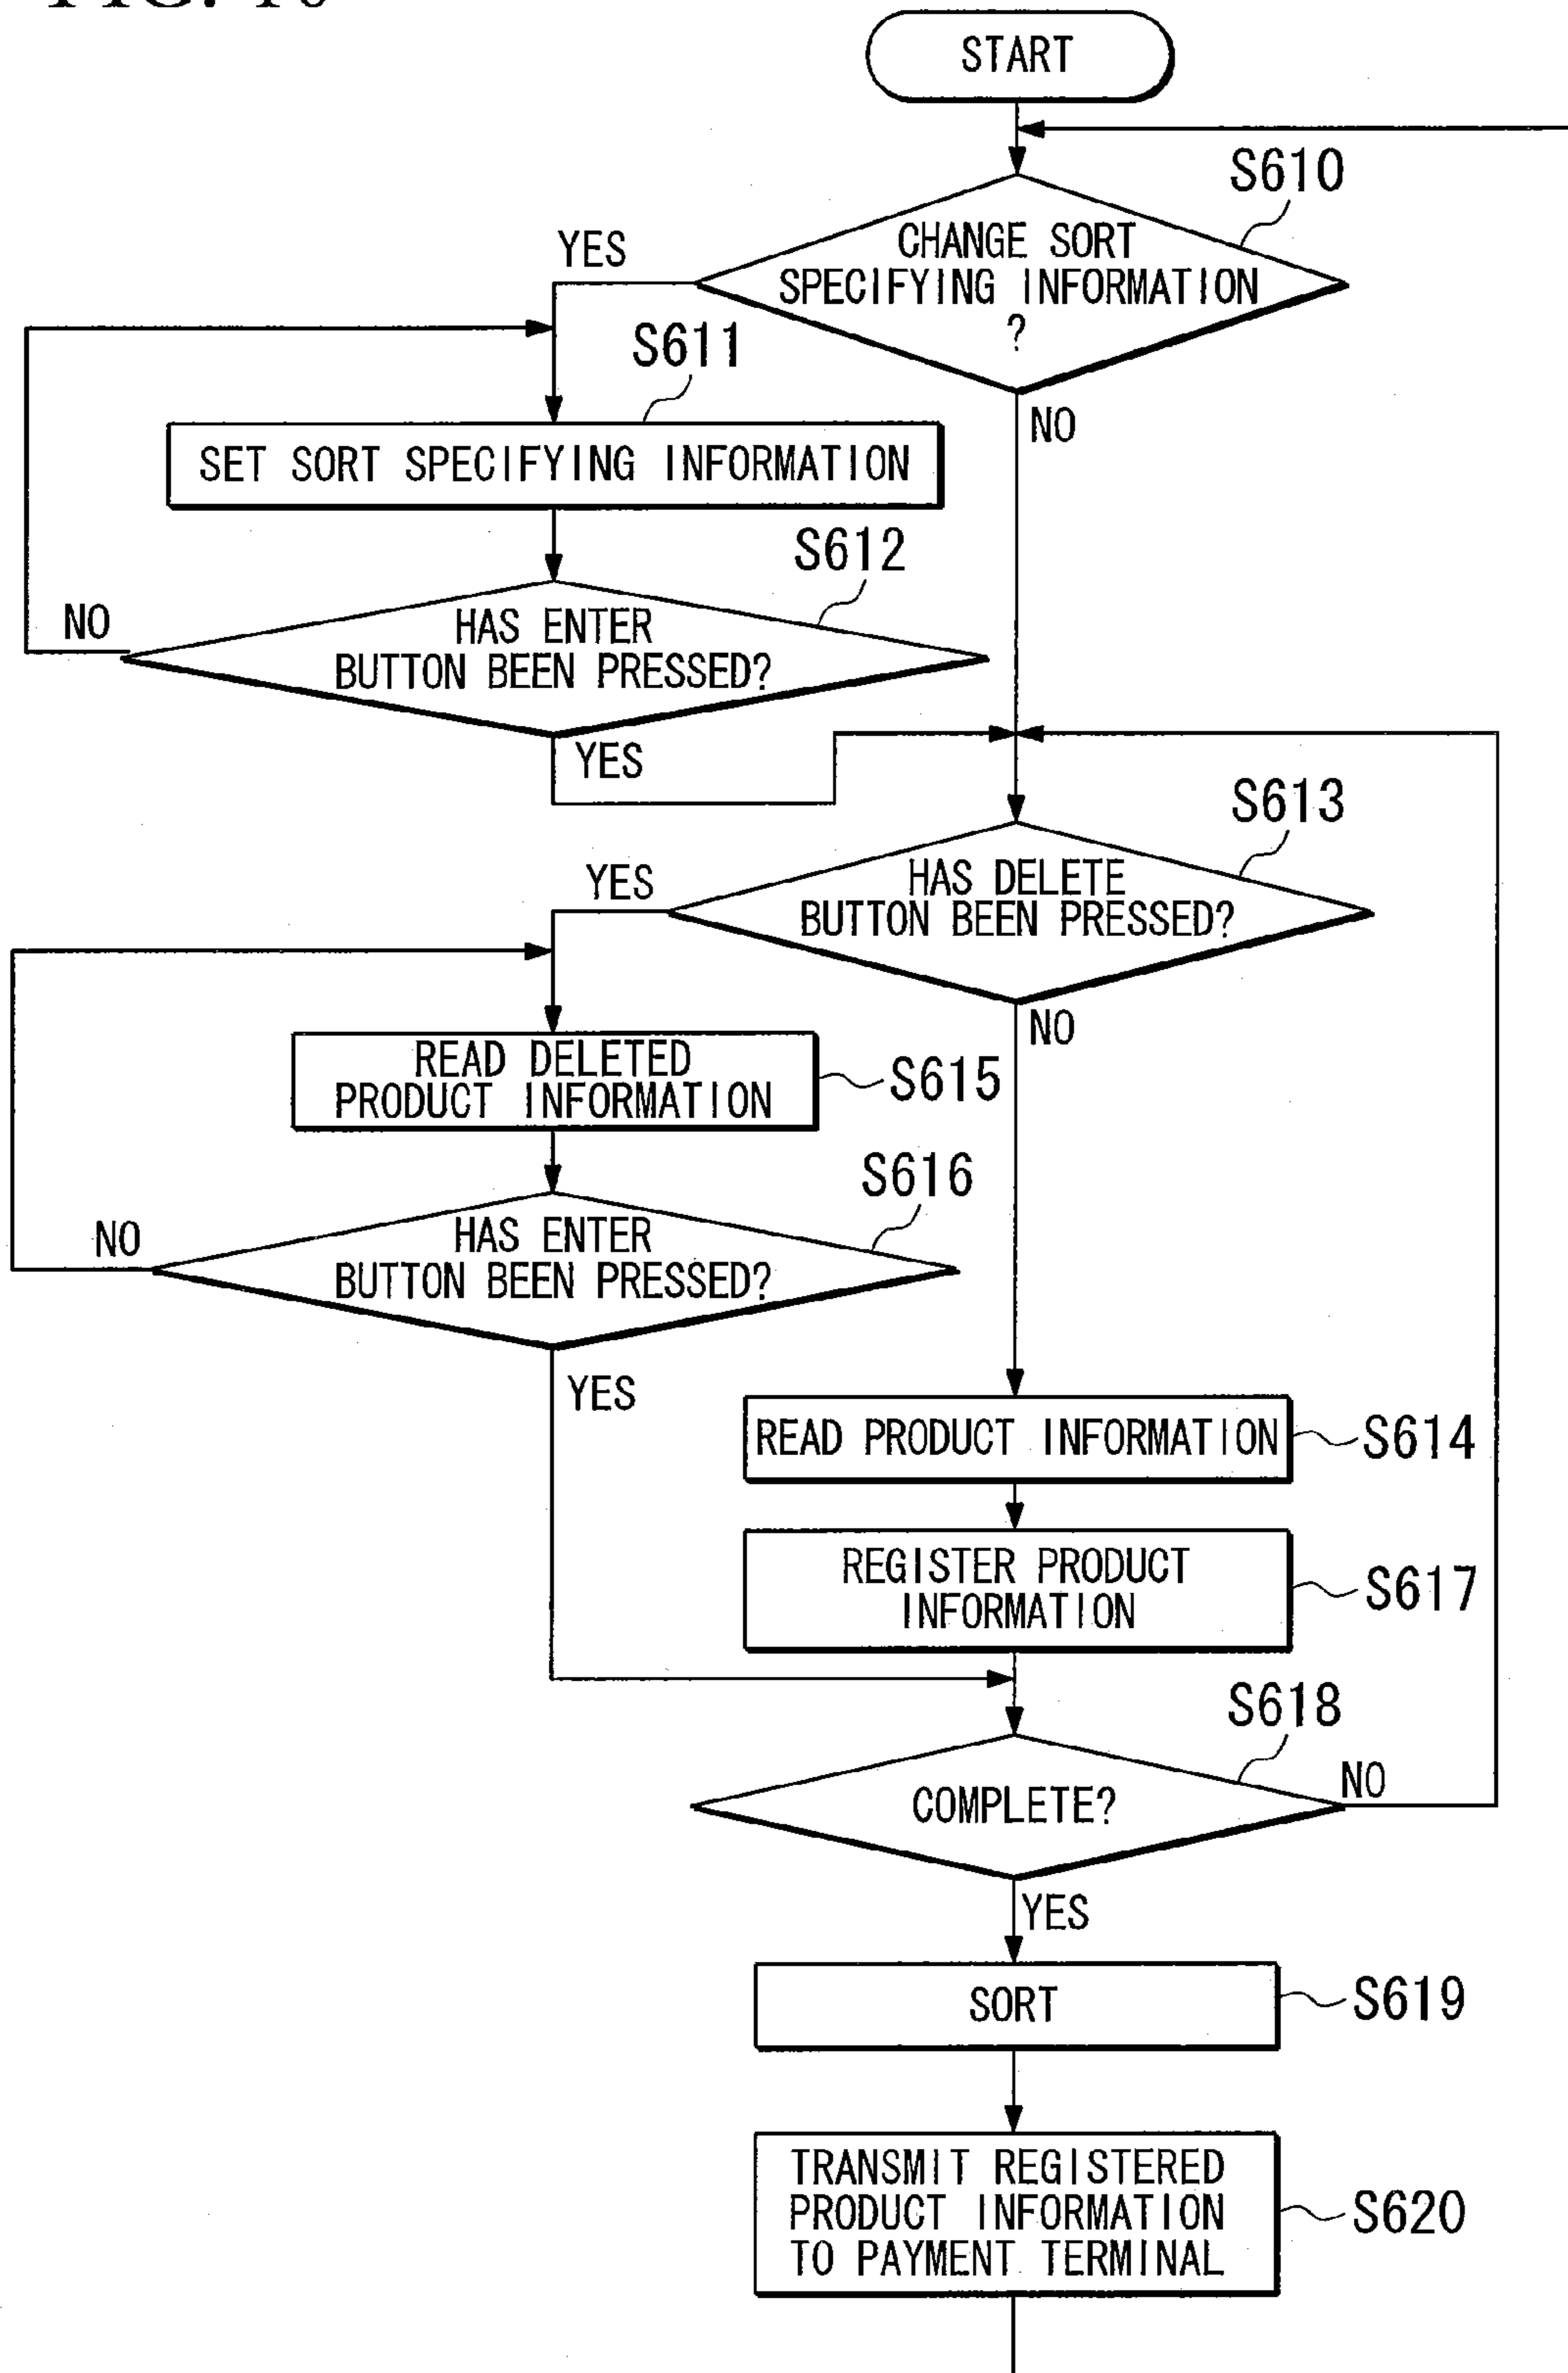 START
S610
CHANGE SORT
SPECIFYING INFORMATION
?
YES
NO
S611
SET SORT SPECIFYING INFORMATION
S612
HAS ENTER
BUTTON BEEN PRESSED?
NO
YES
S613
HAS DELETE
BUTTON BEEN PRESSED?
YES
NO
READ DELETED
PRODUCT INFORMATION
S615
S616
HAS ENTER
BUTTON BEEN PRESSED?
NO
YES
READ PRODUCT INFORMATION
S614
REGISTER PRODUCT
INFORMATION
S617
S618
COMPLETE?
NO
YES
SORT
S619
TRANSMIT REGISTERED
PRODUCT INFORMATION
TO PAYMENT TERMINAL
S620